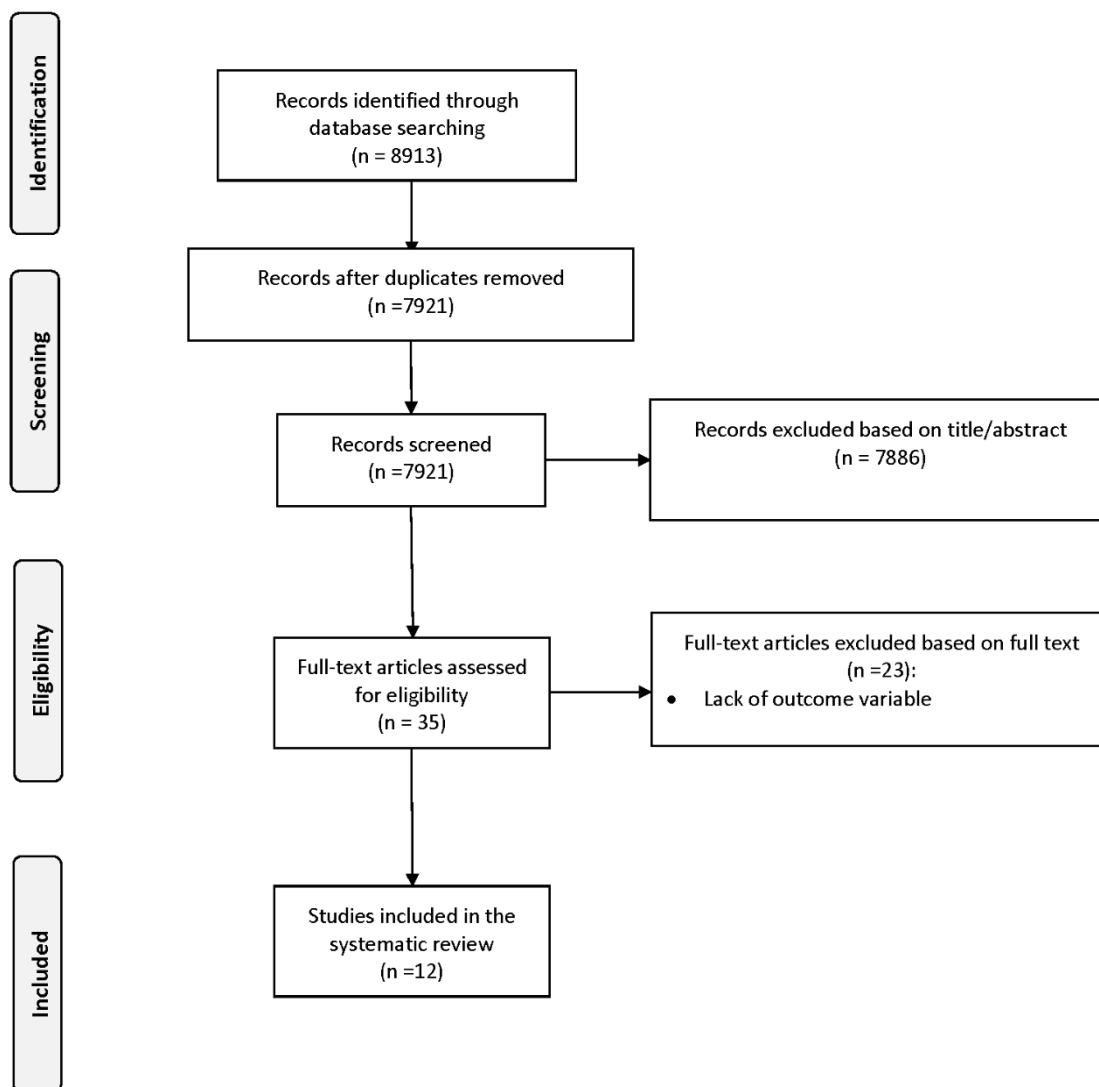 Identification
Records identified through
database searching
(n = 8913)
Records after duplicates removed
(n =7921)
Screening
Records screened
(n =7921)
Records excluded based on title/abstract
(n = 7886)
Eligibility
Full-text articles assessed
for eligibility
(n = 35)
Full-text articles excluded based on full text
(n =23):
• Lack of outcome variable
Included
Studies included in the
systematic review
(n =12)